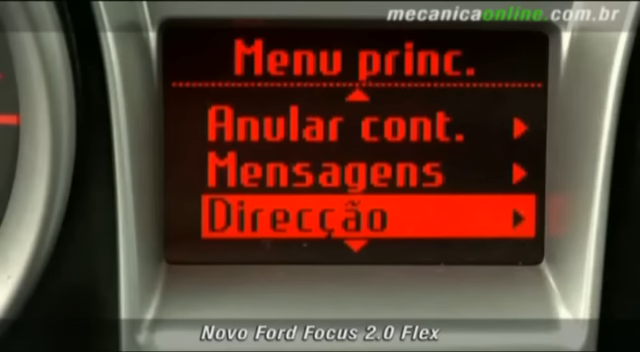 mecanicaonline.com.br
Menu princ.
Anular cont.
Mensagens
Direcção
Novo Ford Focus 2.0 Flex